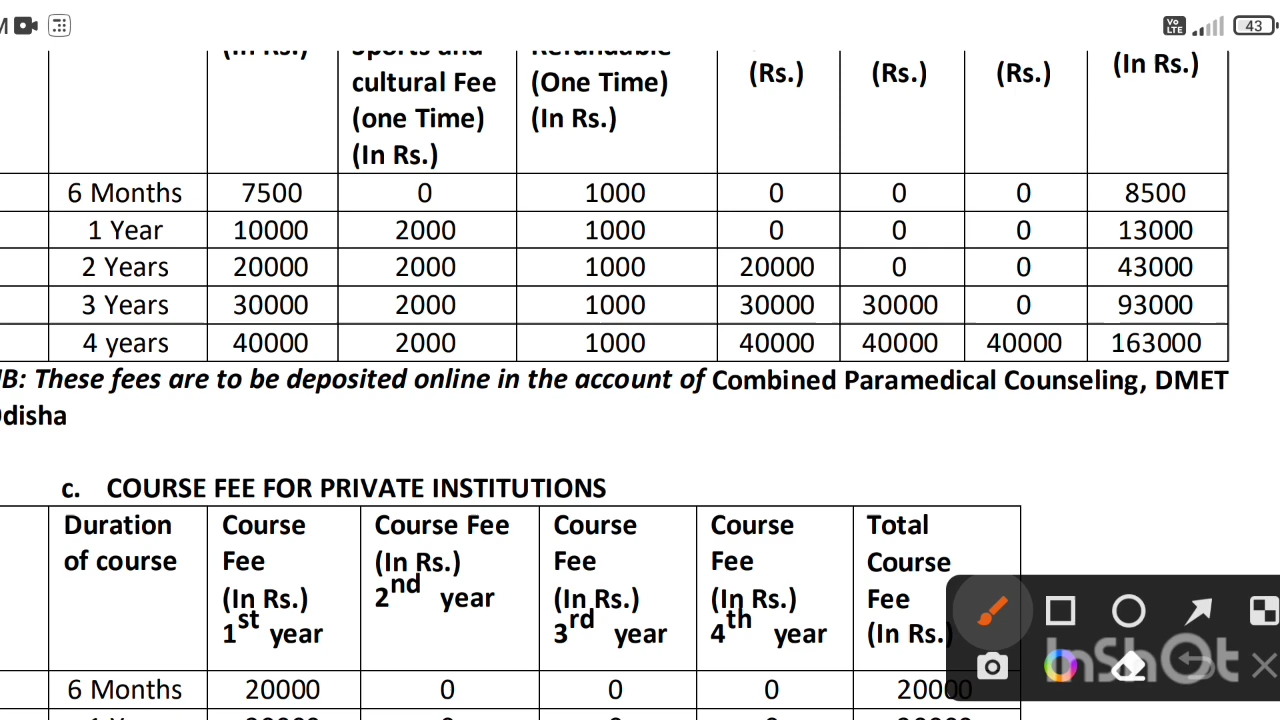 43
cultural Fee (One Time) (Rs.) (Rs.) (Rs.) (In Rs.)
(one Time) (In Rs.)
(In Rs.)
6 Months 7500 0 1000 0 0 0 8500
1 Year 10000 2000 1000 0 0 0 13000
2 Years 20000 2000 1000 20000 0 0 43000
3 Years 30000 2000 1000 30000 30000 0 93000
4 years 40000 2000 1000 40000 40000 40000 163000
B: These fees are to be deposited online in the account of Combined Paramedical Counseling, DMET
disha
c. COURSE FEE FOR PRIVATE INSTITUTIONS
Duration Course Course Fee Course Course Total
of course Fee (In Rs.) Fee Fee Course
(In Rs.) 2nd year (In Rs.) (In Rs.) Fee
1st year 3rd year 4th year (In Rs.)
6 Months 20000 0 0 0 20000
InShOt